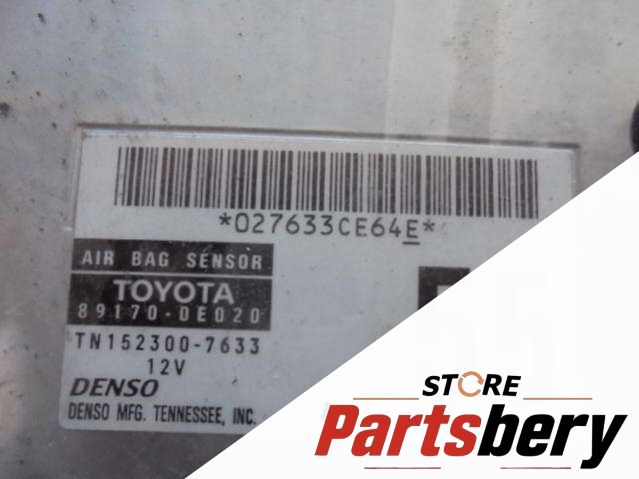 *027633CE64E*
AIR BAG SENSOR
TOYOTA
89170-0E020
TN152300-7633
12V
DENSO
DENSO MFG. TENNESSEE, INC.
STORE
Partsbery